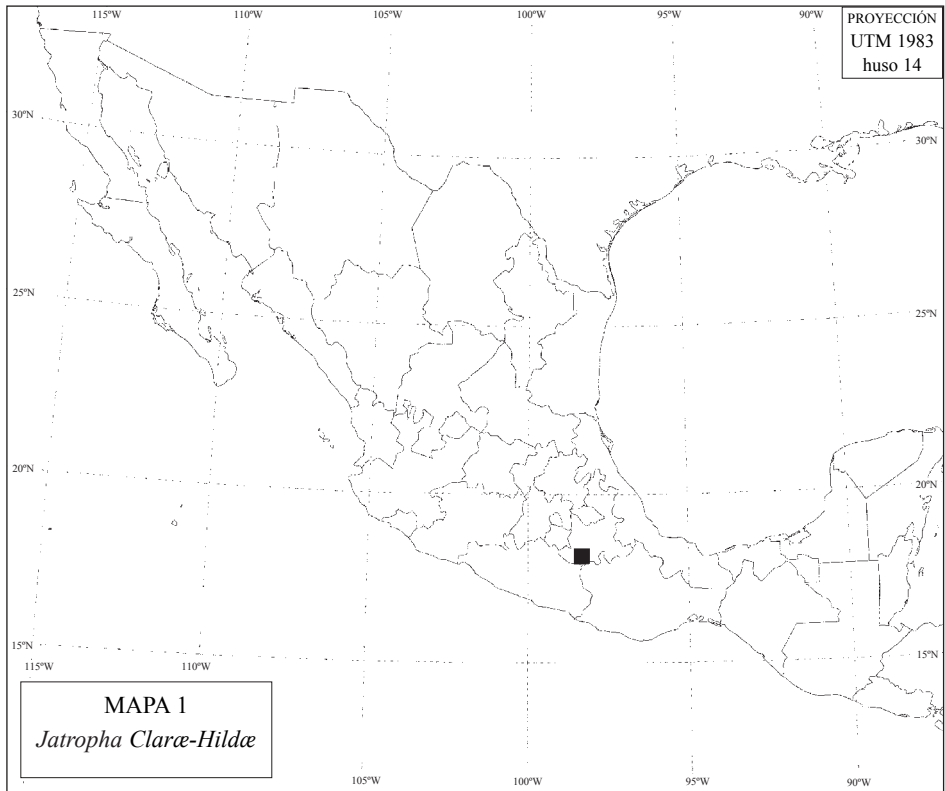 115ºW 110ºW 105ºW 100ºW 95ºW 90ºW
PROYECCIÓN
UTM 1983
huso 14
30ºN 30ºN
25ºN 25ºN
20ºN 20ºN
15ºN 15ºN
115ºW 110ºW
MAPA 1
Jatropha Claræ-Hildæ
105ºW 100ºW 95ºW 90ºW